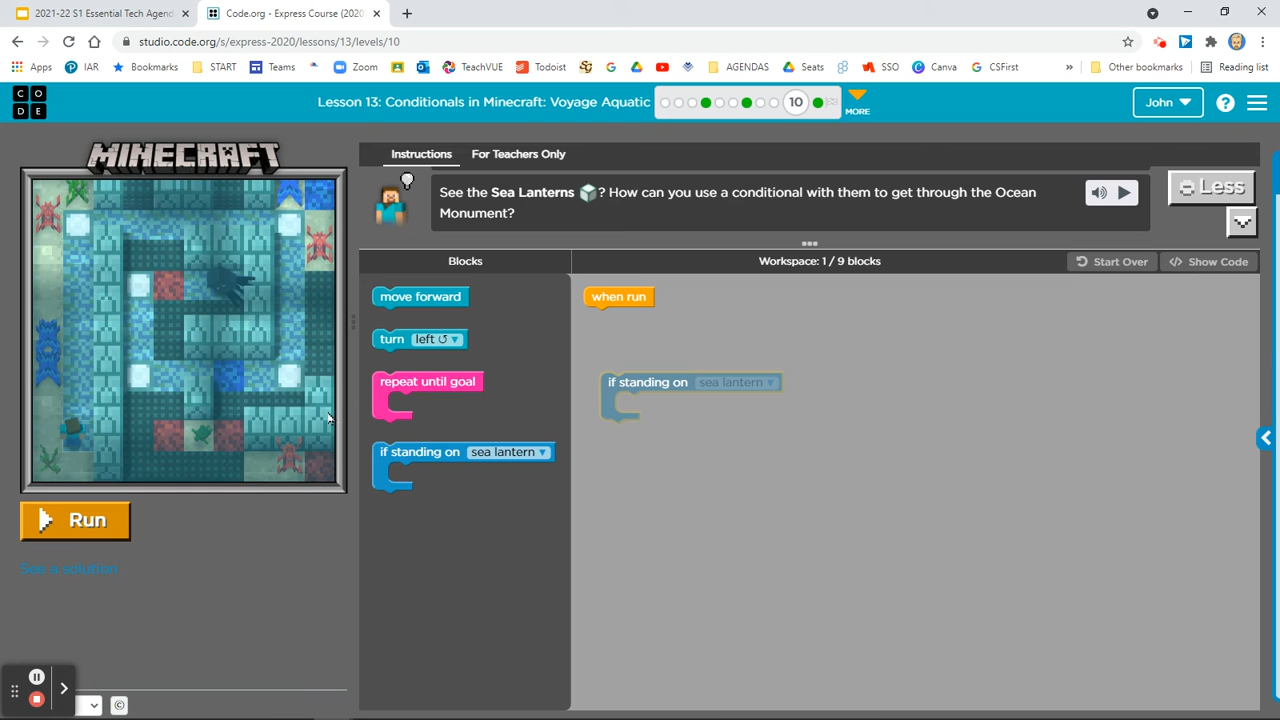 2021-22 S1 Essential Tech Agend
Code.org - Express Course (2020
studio.code.org/s/express-2020/lessons/13/levels/10
Apps
IAR
Bookmarks
START
Teams
Zoom
TeachVUE
Todoist
AGENDAS
Seats
SSO
Canva
CSFirst
Other bookmarks
Reading list
C O
D E
Lesson 13: Conditionals in Minecraft: Voyage Aquatic
10
MORE
John
MINECRAFT
Instructions
For Teachers Only
See the Sea Lanterns ? How can you use a conditional with them to get through the Ocean
Monument?
Less
Blocks
Workspace: 1 / 9 blocks
Start Over
</> Show Code
move forward
turn left
repeat until goal
if standing on sea lantern
when run
if standing on sea lantern
Run
See a solution
©